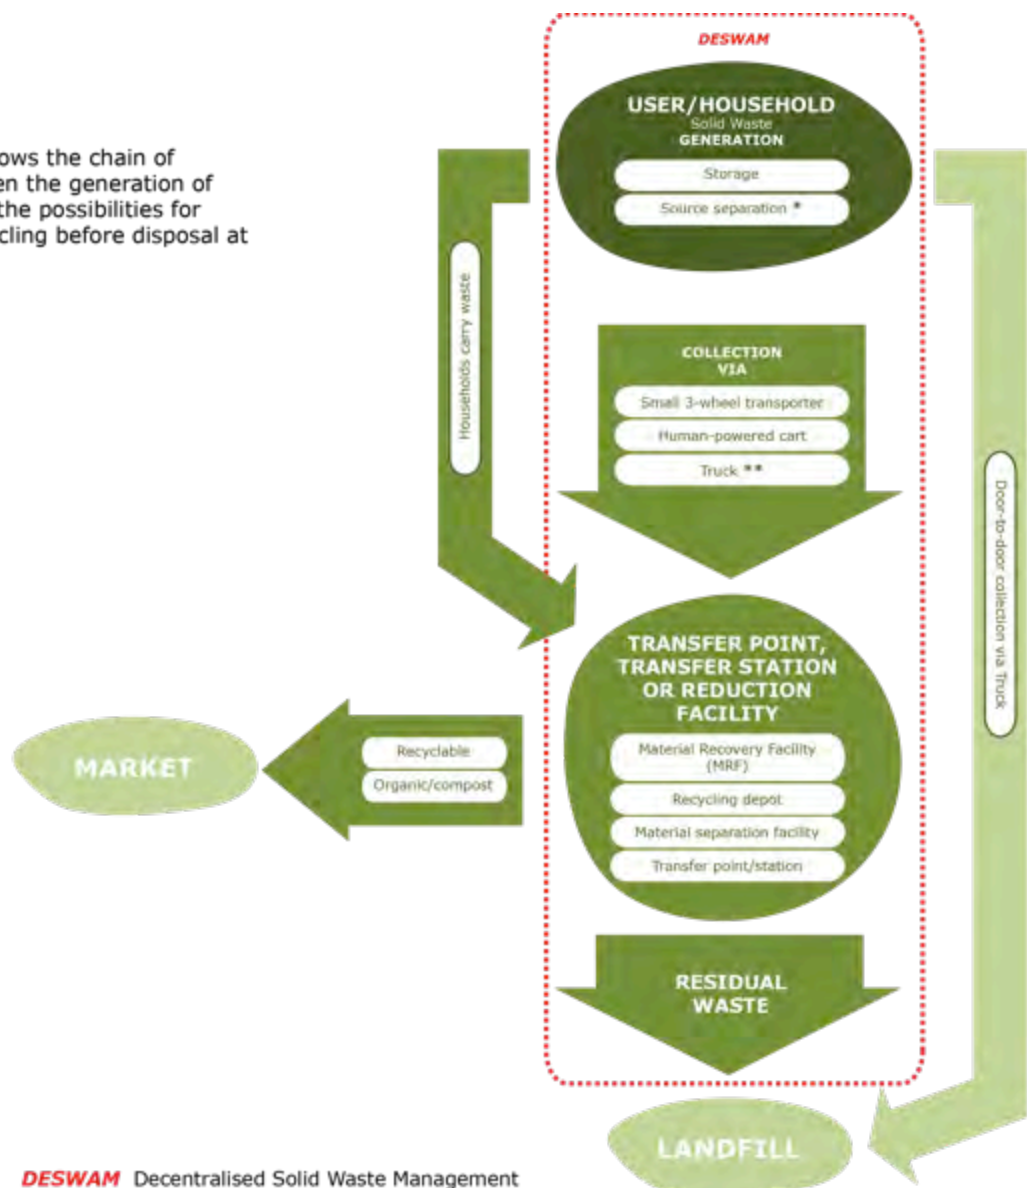 DESWAM
USER/HOUSEHOLD
Solid Waste
GENERATION
Storage
Source separation *
ows the chain of
en the generation of
the possibilities for
cling before disposal at
Households carry waste
COLLECTION
VIA
Small 3-wheel transporter
Human-powered cart
Truck **
Door-to-door collection via Truck
TRANSFER POINT,
TRANSFER STATION
OR REDUCTION
FACILITY
Material Recovery Facility
(MRF)
Recycling depot
Material separation facility
Transfer point/station
Recyclable
Organic/compost
MARKET
RESIDUAL
WASTE
LANDFILL
DESWAM Decentralised Solid Waste Management